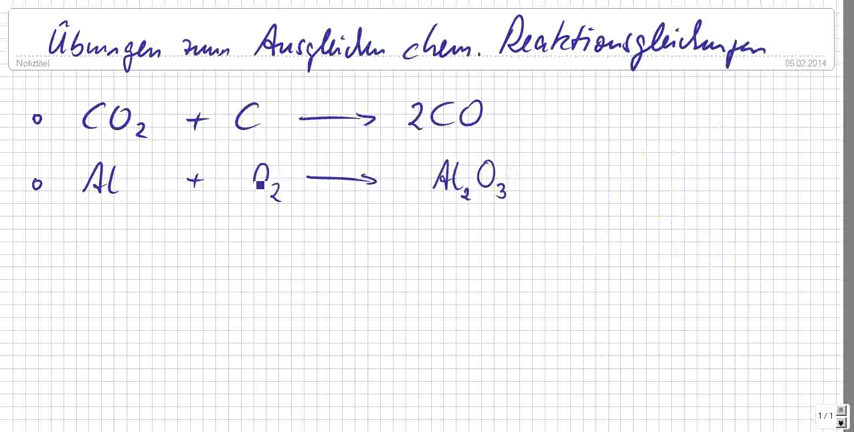 Übungen zum Ausgleichen chem. Reaktionsgleichungen
Notiztitel 05.02.2014
o CO₂ + C → 2CO
o Al + O₂ → Al₂O₃
1/1